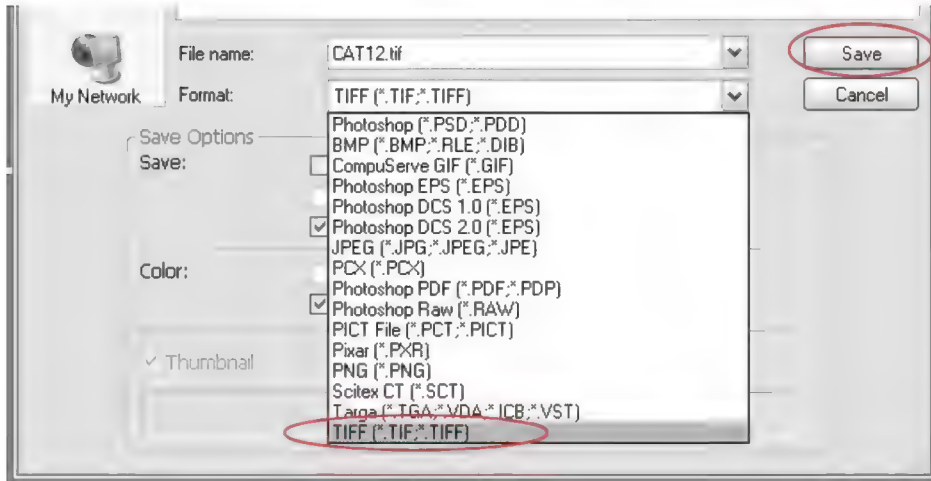 File name:
CAT12.tif
Save
My Network
Format:
TIFF (*.TIF;*.TIFF)
Cancel
Save Options
Save:
Photoshop (*.PSD;*.PDD)
BMP (*.BMP;*.RLE;*.DIB)
CompuServe GIF (*.GIF)
Photoshop EPS (*.EPS)
Photoshop DCS 1.0 (*.EPS)
Photoshop DCS 2.0 (*.EPS)
JPEG (*.JPG;*.JPEG;*.JPE)
Color:
PCX (*.PCX)
Photoshop PDF (*.PDF;*.PDP)
Photoshop Raw (*.RAW)
PICT File (*.PCT;*.PICT)
Pixar (*.PXR)
Thumbnail
PNG (*.PNG)
Scitex CT (*.SCT)
Targa (*.TGA;*.VDA;*.ICB;*.VST)
TIFF (*.TIF;*.TIFF)